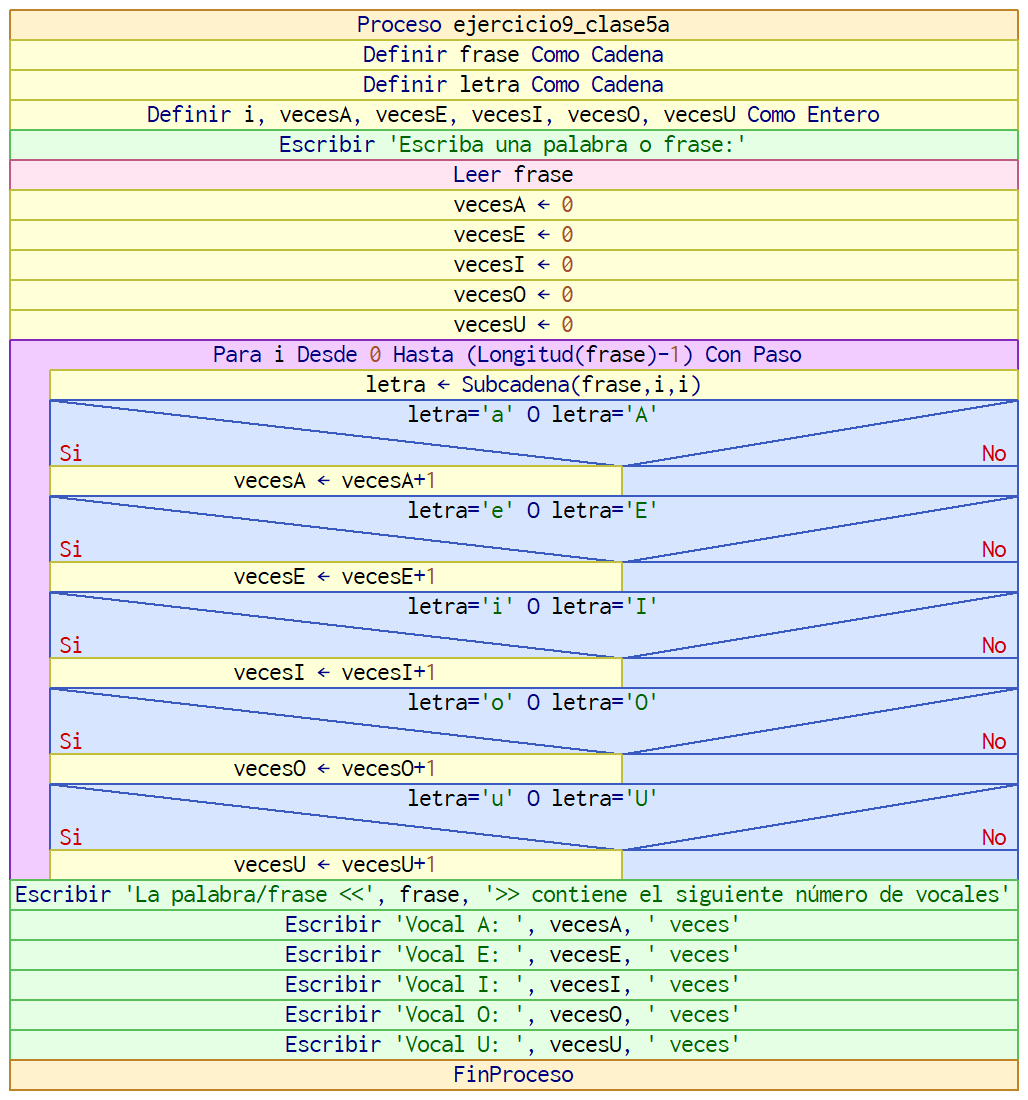 Proceso ejercicio9_clase5a
Definir frase Como Cadena
Definir letra Como Cadena
Definir i, vecesA, vecesE, vecesI, vecesO, vecesU Como Entero
Escribir 'Escriba una palabra o frase:'
Leer frase
vecesA ← 0
vecesE ← 0
vecesI ← 0
vecesO ← 0
vecesU ← 0
Para i Desde 0 Hasta (Longitud(frase)-1) Con Paso
letra ← Subcadena(frase,i,i)
letra='a' O letra='A'
Si No
vecesA ← vecesA+1
letra='e' O letra='E'
Si No
vecesE ← vecesE+1
letra='i' O letra='I'
Si No
vecesI ← vecesI+1
letra='o' O letra='O'
Si No
vecesO ← vecesO+1
letra='u' O letra='U'
Si No
vecesU ← vecesU+1
Escribir 'La palabra/frase <<', frase, '>> contiene el siguiente número de vocales'
Escribir 'Vocal A: ', vecesA, ' veces'
Escribir 'Vocal E: ', vecesE, ' veces'
Escribir 'Vocal I: ', vecesI, ' veces'
Escribir 'Vocal O: ', vecesO, ' veces'
Escribir 'Vocal U: ', vecesU, ' veces'
FinProceso